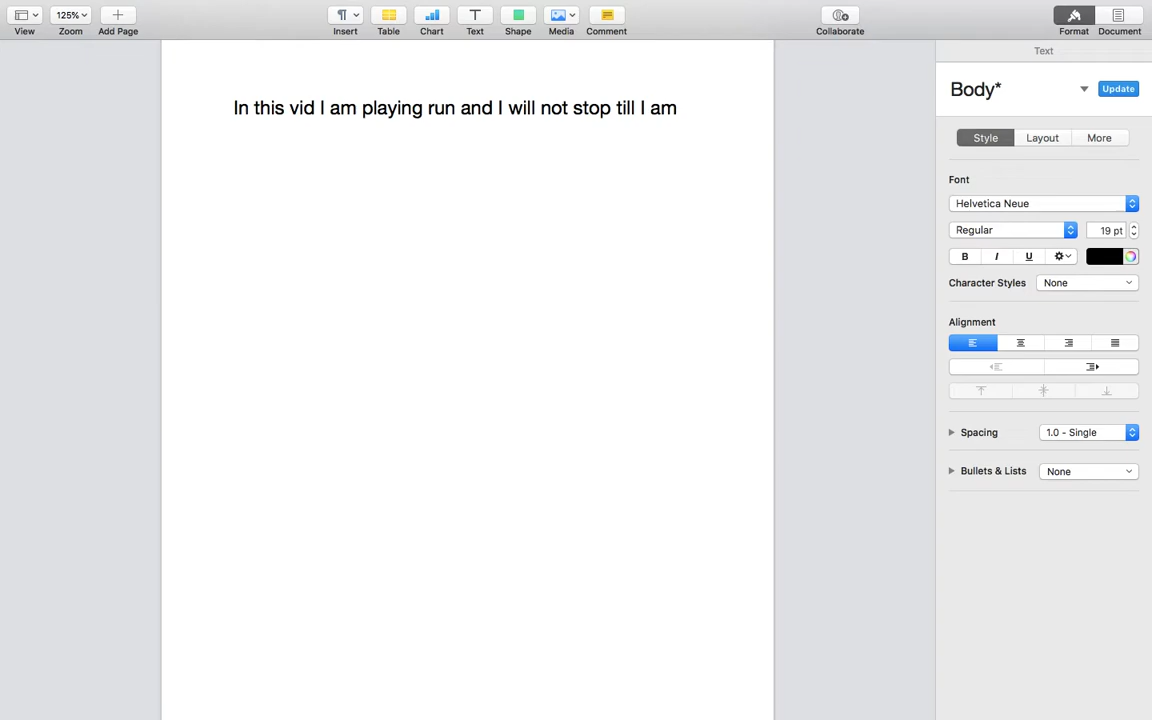 125%
View Zoom Add Page Insert Table Chart Text Shape Media Comment Collaborate Format Document
Text
In this vid I am playing run and I will not stop till I am
Body* Update
Style Layout More
Font
Helvetica Neue
Regular 19 pt
B I U
Character Styles None
Alignment
Spacing 1.0 - Single
Bullets & Lists None